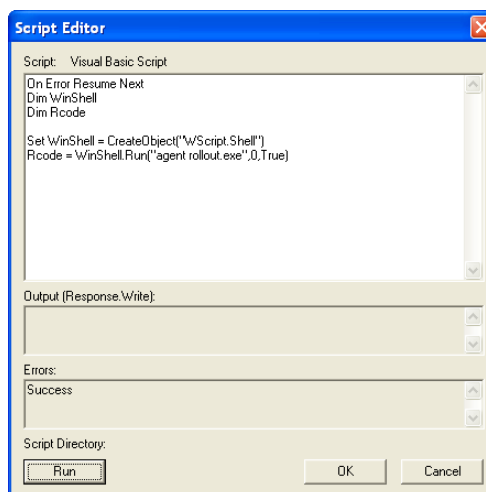 Script Editor
Script: Visual Basic Script
On Error Resume Next
Dim WinShell
Dim Rcode
Set WinShell = CreateObject("WScript.Shell")
Rcode = WinShell.Run("agent rollout.exe",0,True)
Output (Response.Write):
Errors:
Success
Script Directory:
Run OK Cancel